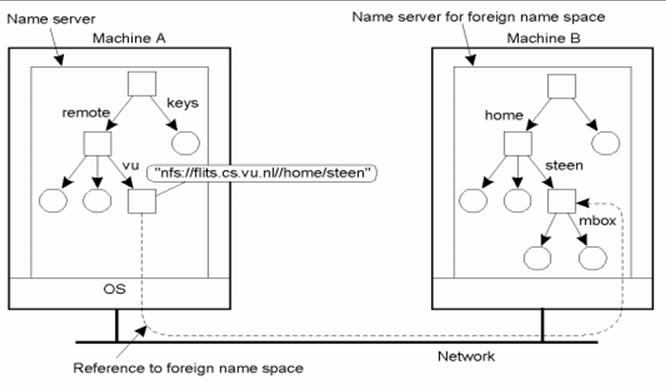 Name server
Name server for foreign name space
Machine A
Machine B
remote
keys
home
vu
"nfs://flits.cs.vu.nl//home/steen"
steen
mbox
OS
Network
Reference to foreign name space